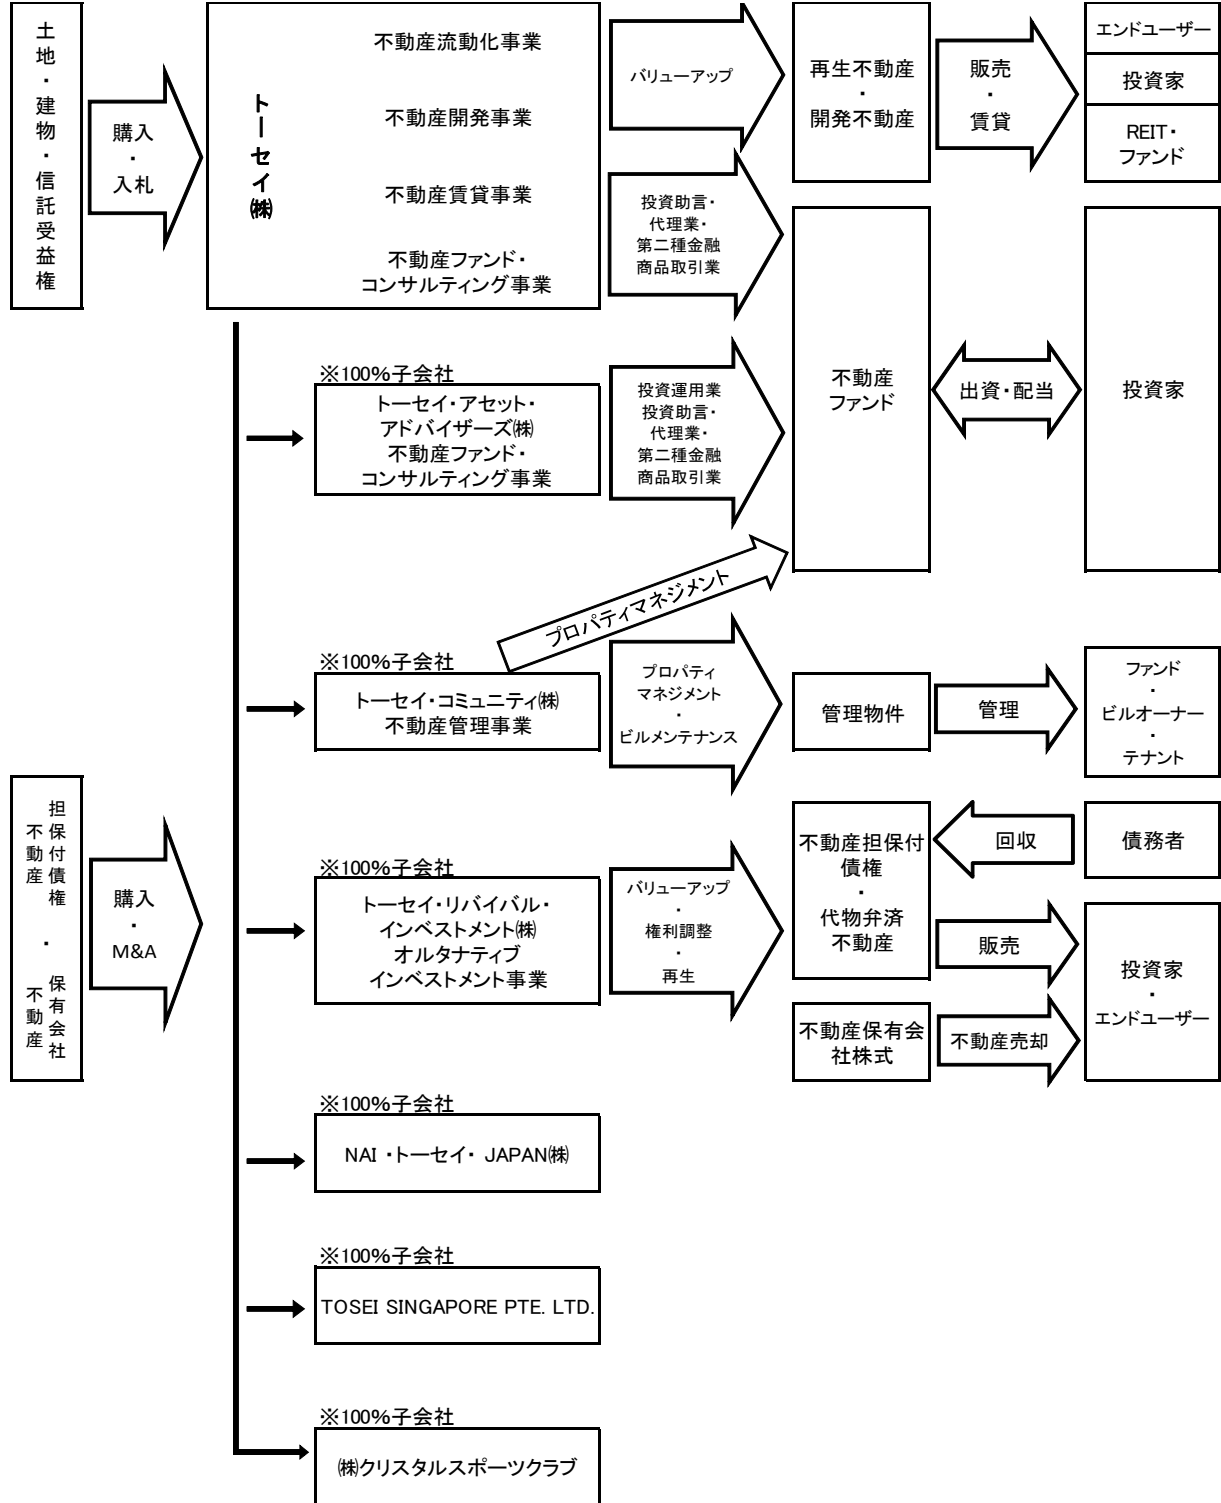 土地・建物・信託受益権
購入
・
入札
トーセイ㈱
不動産流動化事業
不動産開発事業
不動産賃貸事業
不動産ファンド・
コンサルティング事業
バリューアップ
再生不動産
・
開発不動産
販売
・
賃貸
エンドユーザー
投資家
REIT・
ファンド
投資助言・
代理業・
第二種金融
商品取引業
※100%子会社
トーセイ・アセット・
アドバイザーズ㈱
不動産ファンド・
コンサルティング事業
投資運用業
投資助言・
代理業・
第二種金融
商品取引業
不動産
ファンド
出資・配当
投資家
プロパティマネジメント
※100%子会社
トーセイ・コミュニティ㈱
不動産管理事業
プロパティ
マネジメント
・
ビルメンテナンス
管理物件
管理
ファンド
・
ビルオーナー
・
テナント
担保付債権
不動産
・
保有会社
不動産
購入
・
M&A
※100%子会社
トーセイ・リバイバル・
インベストメント㈱
オルタナティブ
インベストメント事業
バリューアップ
・
権利調整
・
再生
不動産担保付
債権
・
代物弁済
不動産
回収
債務者
販売
投資家
・
エンドユーザー
不動産保有会
社株式
不動産売却
※100%子会社
NAI ・トーセイ・ JAPAN㈱
※100%子会社
TOSEI SINGAPORE PTE. LTD.
※100%子会社
㈱クリスタルスポーツクラブ